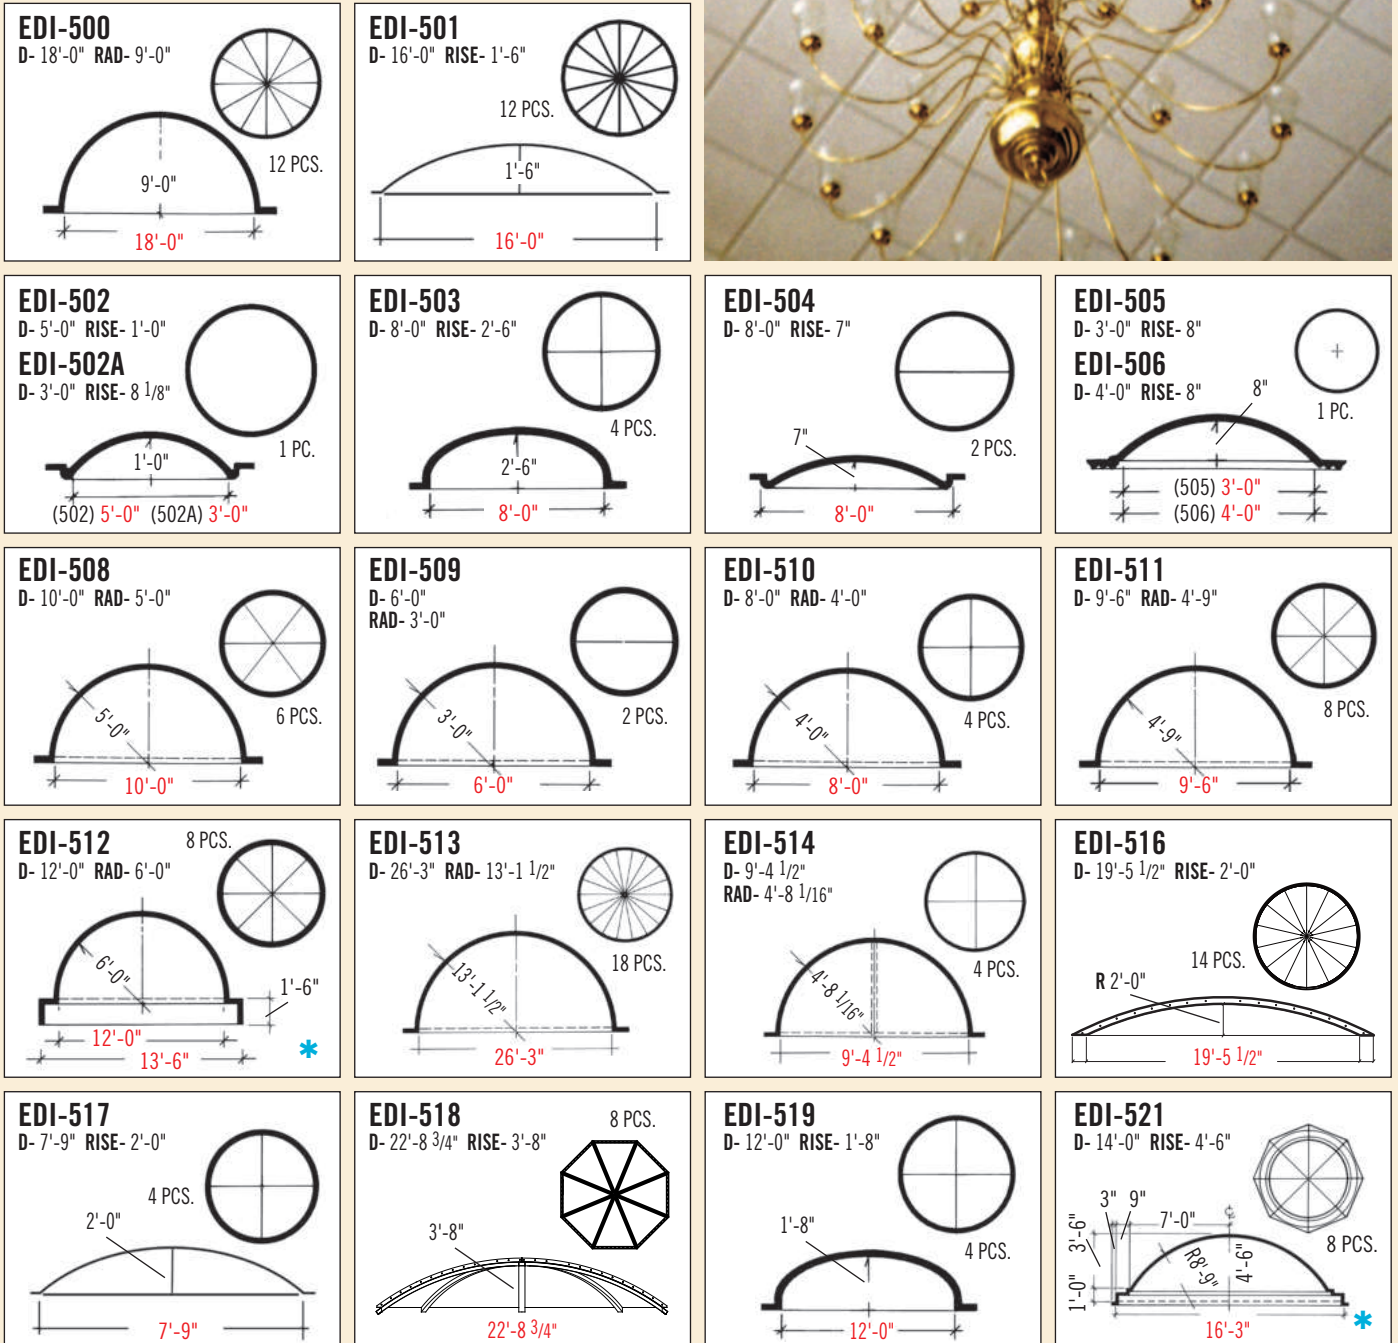 EDI-500
D- 18'-0" RAD- 9'-0"
12 PCS.
9'-0"
18'-0"
EDI-501
D- 16'-0" RISE- 1'-6"
12 PCS.
1'-6"
16'-0"
EDI-502
D- 5'-0" RISE- 1'-0"
EDI-502A
D- 3'-0" RISE- 8 1/8"
1 PC.
1'-0"
(502) 5'-0" (502A) 3'-0"
EDI-503
D- 8'-0" RISE- 2'-6"
4 PCS.
2'-6"
8'-0"
EDI-504
D- 8'-0" RISE- 7"
2 PCS.
7"
8'-0"
EDI-505
D- 3'-0" RISE- 8"
EDI-506
D- 4'-0" RISE- 8"
8"
1 PC.
(505) 3'-0"
(506) 4'-0"
EDI-508
D- 10'-0" RAD- 5'-0"
6 PCS.
5'-0"
10'-0"
EDI-509
D- 6'-0"
RAD- 3'-0"
2 PCS.
3'-0"
6'-0"
EDI-510
D- 8'-0" RAD- 4'-0"
4 PCS.
4'-0"
8'-0"
EDI-511
D- 9'-6" RAD- 4'-9"
8 PCS.
4'-9"
9'-6"
EDI-512
8 PCS.
D- 12'-0" RAD- 6'-0"
6'-0"
1'-6"
12'-0"
13'-6"
*
EDI-513
D- 26'-3" RAD- 13'-1 1/2"
18 PCS.
13'-1 1/2"
26'-3"
EDI-514
D- 9'-4 1/2"
RAD- 4'-8 1/16"
4 PCS.
4'-8 1/16"
9'-4 1/2"
EDI-516
D- 19'-5 1/2" RISE- 2'-0"
14 PCS.
R 2'-0"
19'-5 1/2"
EDI-517
D- 7'-9" RISE- 2'-0"
4 PCS.
2'-0"
7'-9"
EDI-518
8 PCS.
D- 22'-8 3/4" RISE- 3'-8"
3'-8"
22'-8 3/4"
EDI-519
D- 12'-0" RISE- 1'-8"
4 PCS.
1'-8"
12'-0"
EDI-521
D- 14'-0" RISE- 4'-6"
3" 9"
7'-0"
℄
8 PCS.
3'-6"
1'-0"
R8'-9"
4'-6"
16'-3"
*